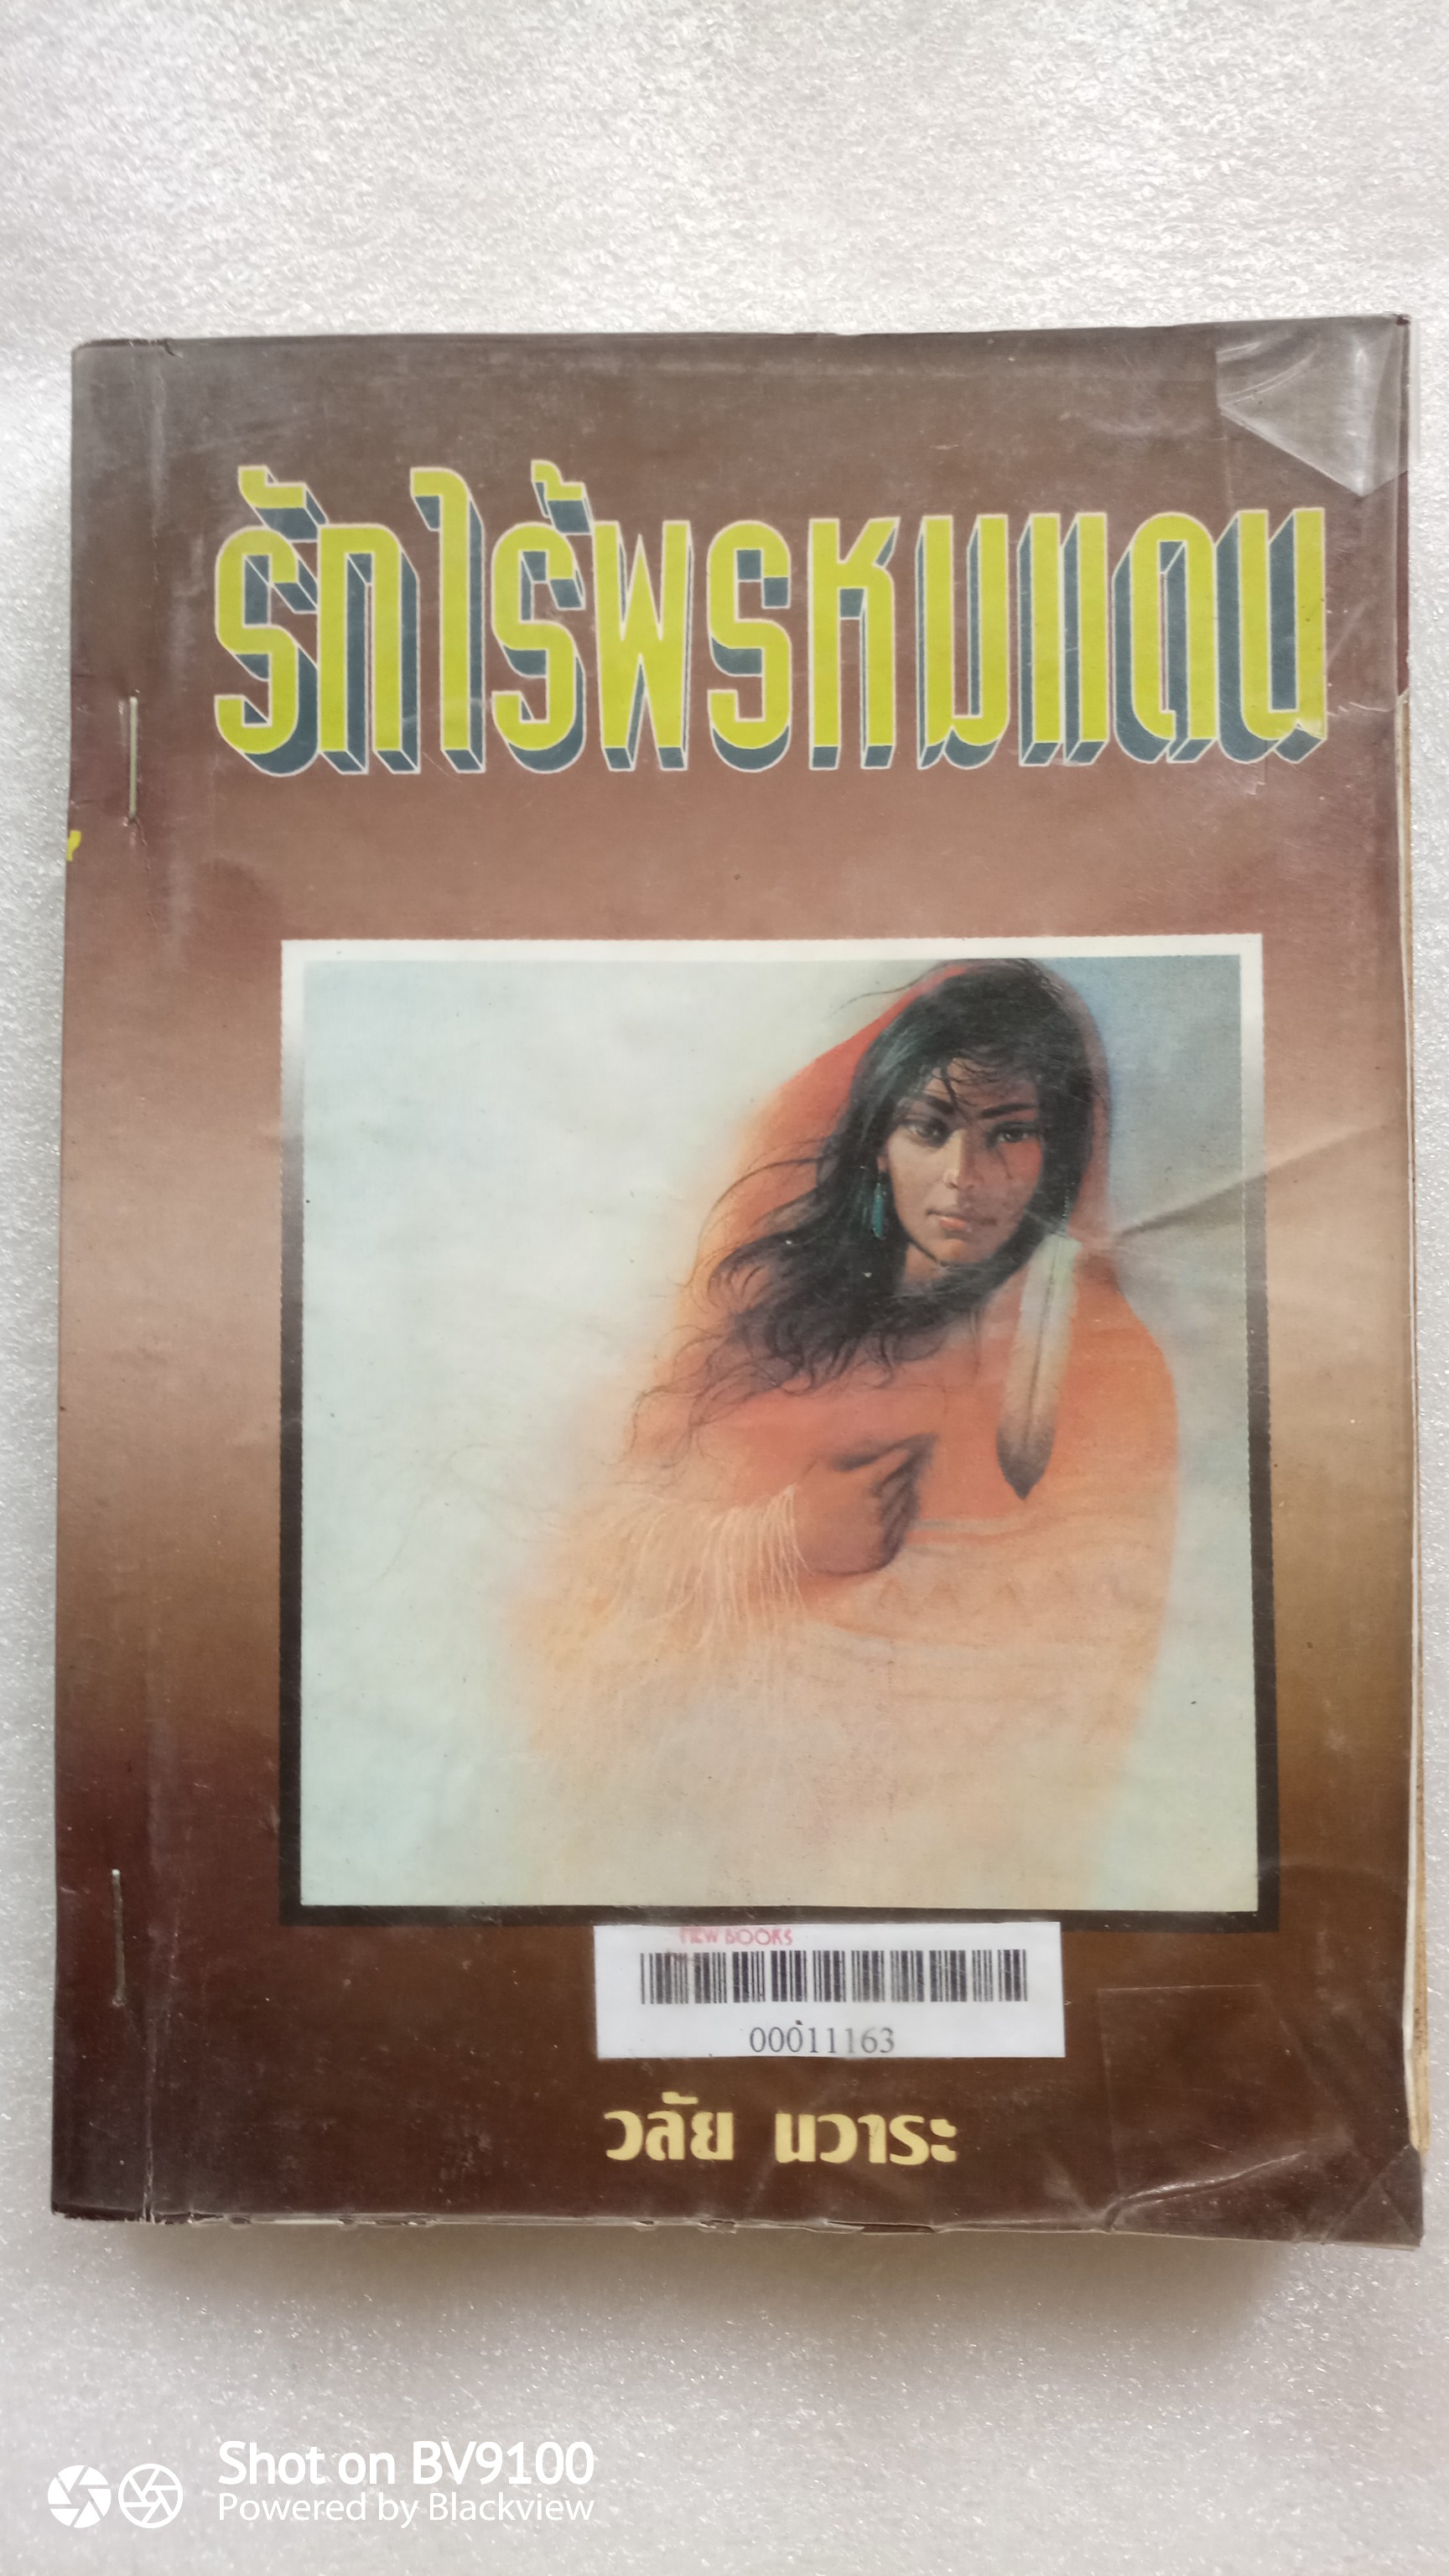 รักไร้พรหมแดน
NEW BOOKS
00011163
วลัย นวาระ
Shot on BV9100
Powered by Blackview